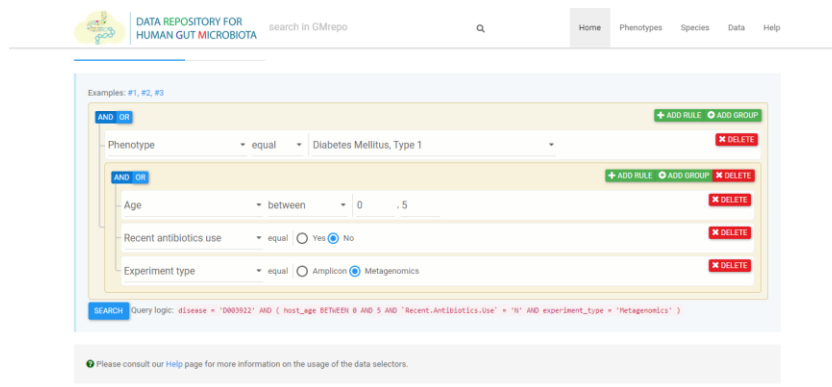 DATA REPOSITORY FOR
HUMAN GUT MICROBIOTA
search in GMrepo
Home Phenotypes Species Data Help
Examples: #1, #2, #3
AND OR
ADD RULE ADD GROUP
Phenotype equal Diabetes Mellitus, Type 1 DELETE
AND OR
ADD RULE ADD GROUP DELETE
Age between 0 , 5 DELETE
Recent antibiotics use equal Yes No DELETE
Experiment type equal Amplicon Metagenomics DELETE
SEARCH Query logic: disease = 'D003922' AND ( host_age BETWEEN 0 AND 5 AND `Recent.Antibiotics.Use` = 'N' AND experiment_type = 'Metagenomics' )
Please consult our Help page for more information on the usage of the data selectors.